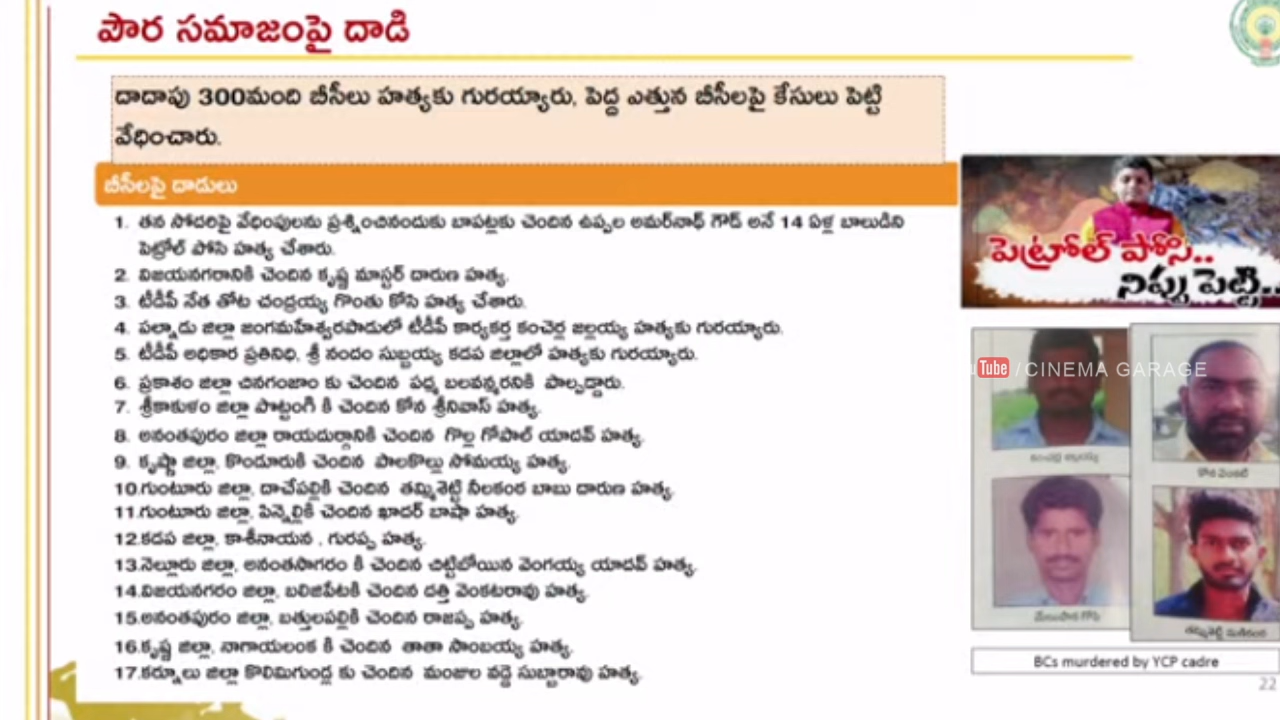 పౌర సమాజంపై దాడి
దాదాపు 300మంది బీసీలు హత్యకు గురయ్యారు, పెద్ద ఎత్తున బీసీలపై కేసులు పెట్టి
వేధించారు.
బీసీలపై దాడులు
1. తన సోదరిపై వేధింపులను ప్రశ్నించినందుకు బాపట్లకు చెందిన ఉప్పల అమర్‌నాథ్ గౌడ్ అనే 14 ఏళ్ల బాలుడిని
పెట్రోల్ పోసి హత్య చేశారు.
2. విజయనగరానికి చెందిన కృష్ణ మాస్టర్ దారుణ హత్య.
3. టీడీపీ నేత తోట చంద్రయ్య గొంతు కోసి హత్య చేశారు.
4. పల్నాడు జిల్లా జంగమహేశ్వరపాడులో టీడీపీ కార్యకర్త కంచెర్ల జల్లయ్య హత్యకు గురయ్యారు.
5. టీడీపీ అధికార ప్రతినిధి, శ్రీ నందం సుబ్బయ్య కడప జిల్లాలో హత్యకు గురయ్యారు.
6. ప్రకాశం జిల్లా చినగంజాం కు చెందిన పద్మ బలవన్మరనికి పాల్పడ్డారు.
7. శ్రీకాకుళం జిల్లా పొట్టంగి కి చెందిన కోన శ్రీనివాస్ హత్య.
8. అనంతపురం జిల్లా రాయదుర్గానికి చెందిన గొల్ల గోపాల్ యాదవ్ హత్య.
9. కృష్ణా జిల్లా, కొండూరుకి చెందిన పాలకొల్లు సోమయ్య హత్య.
10.గుంటూరు జిల్లా, దాచేపల్లికి చెందిన తమ్మిశెట్టి నీలకంఠ బాబు దారుణ హత్య.
11.గుంటూరు జిల్లా, పిన్నెల్లికి చెందిన ఖాదర్ బాషా హత్య.
12.కడప జిల్లా, కాశీనాయన , గురప్ప హత్య.
13.నెల్లూరు జిల్లా, అనంతసాగరం కి చెందిన చిట్టిబోయిన వెంగయ్య యాదవ్ హత్య.
14.విజయనగరం జిల్లా, బలిజిపేటకి చెందిన దత్తి వెంకటరావు హత్య.
15.అనంతపురం జిల్లా, బత్తులపల్లికి చెందిన రాజప్ప హత్య.
16.కృష్ణ జిల్లా, నాగాయలంక కి చెందిన తాతా సాంబయ్య హత్య.
17.కర్నూలు జిల్లా కొలిమిగుండ్ల కు చెందిన మంజుల వడ్డె సుబ్బారావు హత్య.
పెట్రోల్ పోసి..
నిప్పు పెట్టి..
Tube /CINEMA GARAGE
BCs murdered by YCP cadre
22